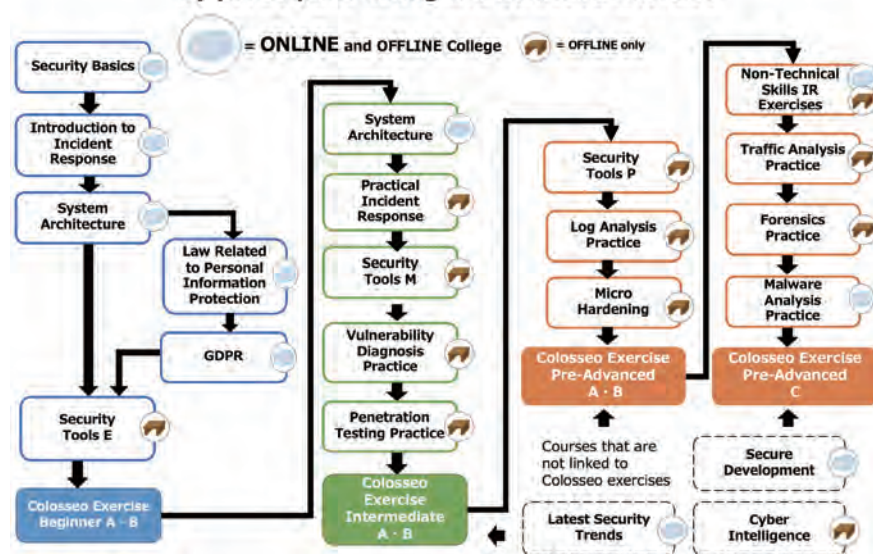 = ONLINE and OFFLINE College
= OFFLINE only
Security Basics
Introduction to
Incident
Response
System
Architecture
Law Related
to Personal
Information
Protection
GDPR
Security
Tools E
Colosseo Exercise
Beginner A · B
System
Architecture
Practical
Incident
Response
Security
Tools M
Vulnerability
Diagnosis
Practice
Penetration
Testing Practice
Colosseo
Exercise
Intermediate
A · B
Security
Tools P
Log Analysis
Practice
Micro
Hardening
Colosseo Exercise
Pre-Advanced
A · B
Non-Technical
Skills IR
Exercises
Traffic Analysis
Practice
Forensics
Practice
Malware
Analysis
Practice
Colosseo Exercise
Pre-Advanced
C
Courses that are
not linked to
Colosseo exercises
Secure
Development
Latest Security
Trends
Cyber
Intelligence